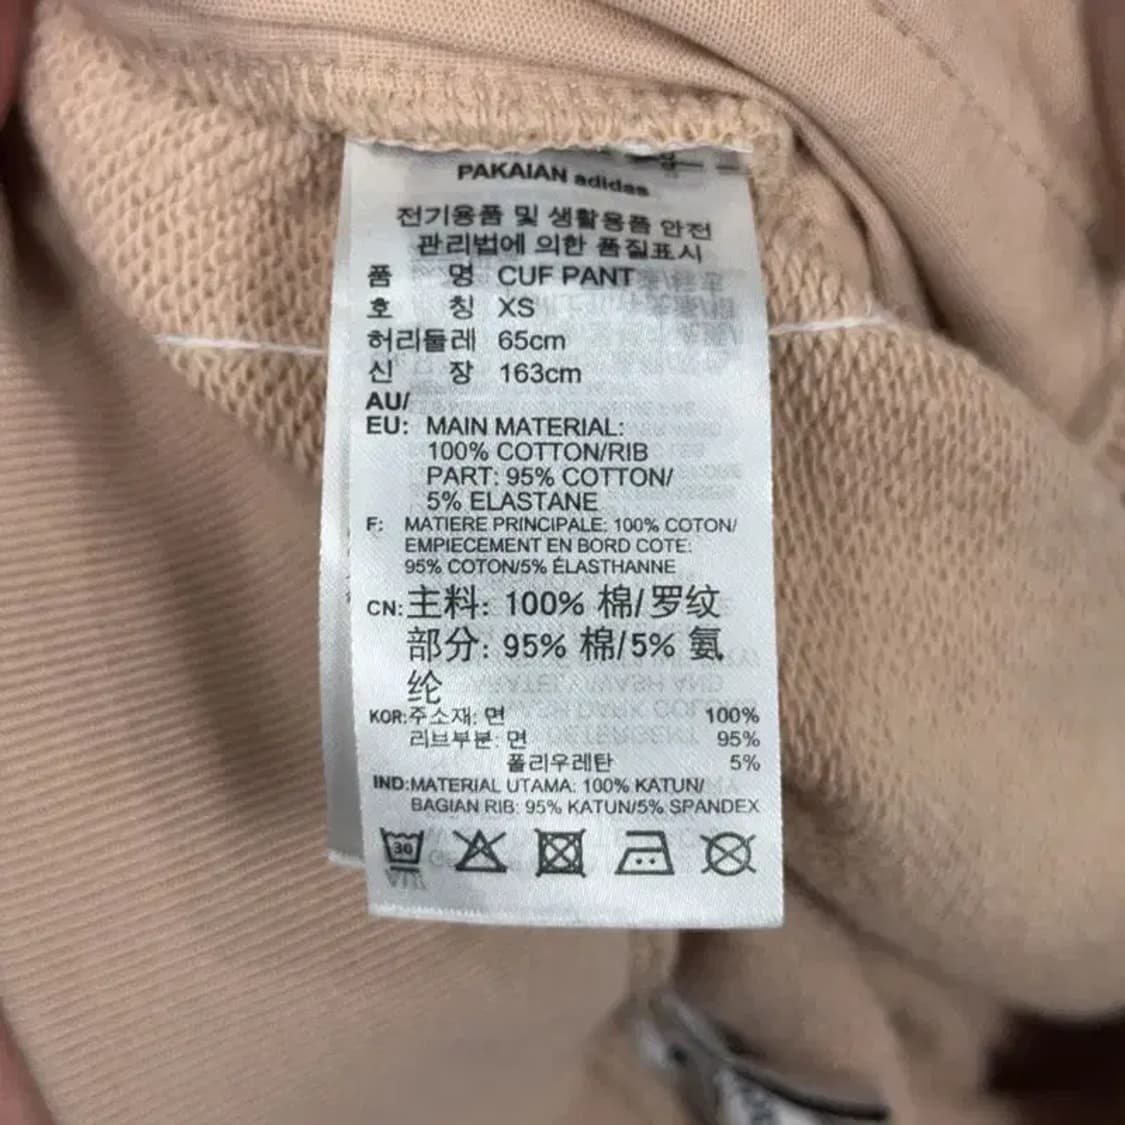 PAKAIAN adidas
전기용품 및 생활용품 안전
관리법에 의한 품질표시
품 명 CUF PANT
호 칭 XS
허리둘레 65cm
신 장 163cm
AU/
EU: MAIN MATERIAL:
100% COTTON/RIB
PART: 95% COTTON/
5% ELASTANE
F: MATIERE PRINCIPALE: 100% COTON/
EMPIECEMENT EN BORD COTE:
95% COTON/5% ÉLASTHANNE
CN: 主料: 100% 棉/罗纹
部分: 95% 棉/5% 氨
纶
KOR: 주소재: 면 100%
리브부분: 면 95%
폴리우레탄 5%
IND: MATERIAL UTAMA: 100% KATUN/
BAGIAN RIB: 95% KATUN/5% SPANDEX
30